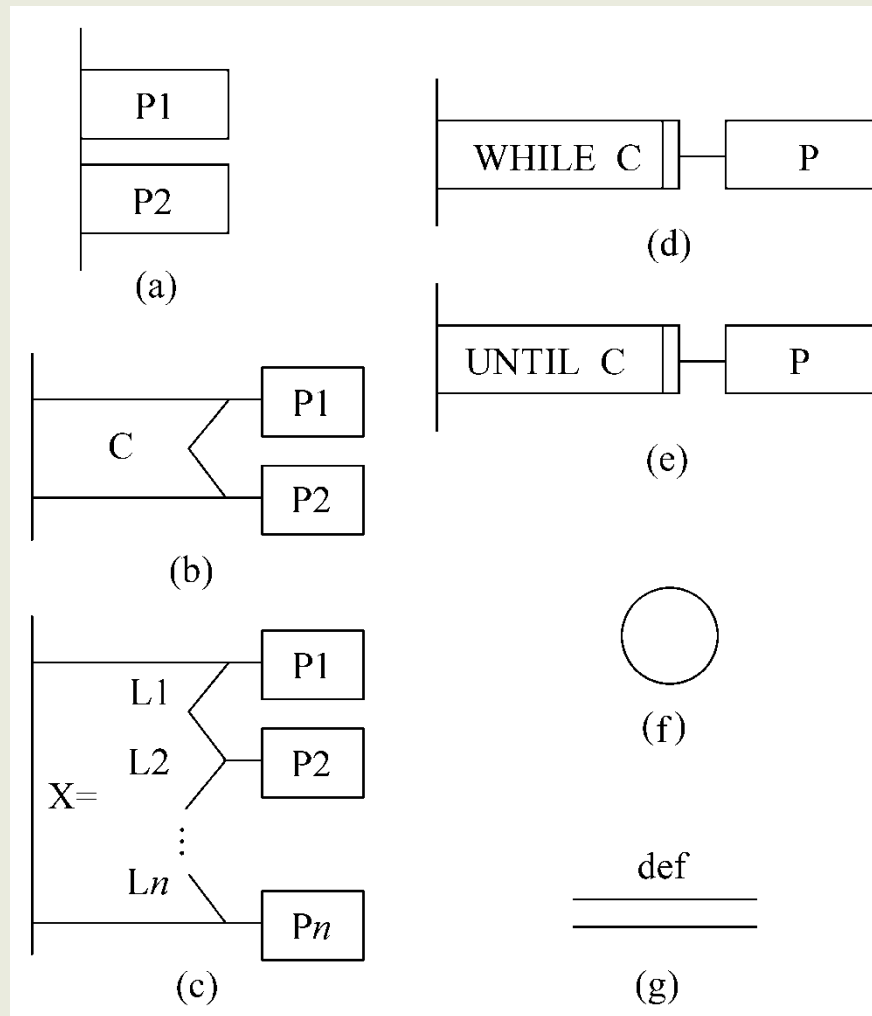 P1
P2
(a)
C
P1
P2
(b)
X=
L1
L2
⋮
Ln
P1
P2
Pn
(c)
WHILE C
P
(d)
UNTIL C
P
(e)
(f)
def
(g)